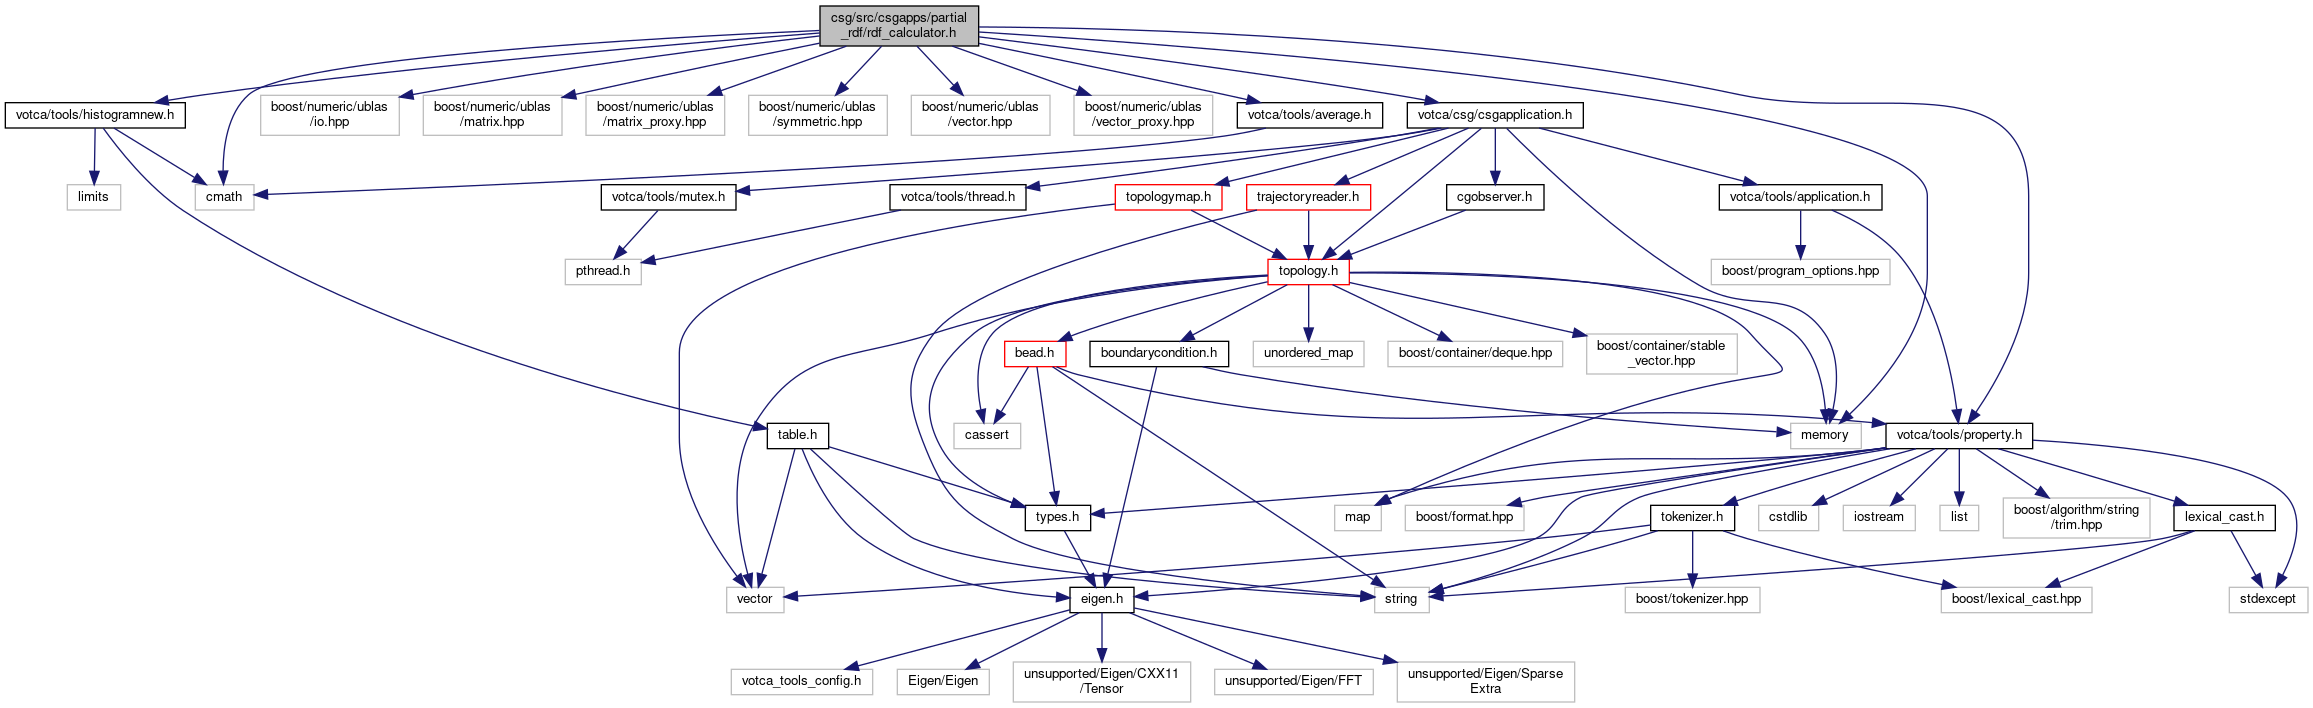 csg/src/csgapps/partial
_rdf/rdf_calculator.h
votca/tools/histogramnew.h
boost/numeric/ublas
/io.hpp
boost/numeric/ublas
/matrix.hpp
boost/numeric/ublas
/matrix_proxy.hpp
boost/numeric/ublas
/symmetric.hpp
boost/numeric/ublas
/vector.hpp
boost/numeric/ublas
/vector_proxy.hpp
votca/tools/average.h
votca/csg/csgapplication.h
limits
cmath
votca/tools/mutex.h
votca/tools/thread.h
topologymap.h
trajectoryreader.h
cgobserver.h
votca/tools/application.h
pthread.h
topology.h
boost/program_options.hpp
bead.h
boundarycondition.h
unordered_map
boost/container/deque.hpp
boost/container/stable
_vector.hpp
table.h
cassert
memory
votca/tools/property.h
types.h
map
boost/format.hpp
tokenizer.h
cstdlib
iostream
list
boost/algorithm/string
/trim.hpp
lexical_cast.h
vector
eigen.h
string
boost/tokenizer.hpp
boost/lexical_cast.hpp
stdexcept
votca_tools_config.h
Eigen/Eigen
unsupported/Eigen/CXX11
/Tensor
unsupported/Eigen/FFT
unsupported/Eigen/Sparse
Extra